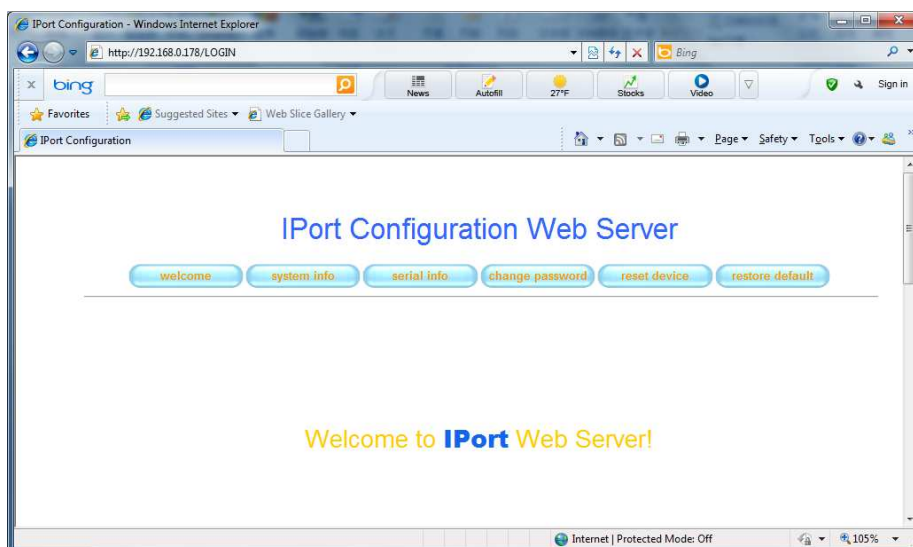 IPort Configuration - Windows Internet Explorer
http://192.168.0.178/LOGIN
Bing
x bing News Autofill 27°F Stocks Video Sign in
Favorites Suggested Sites Web Slice Gallery
IPort Configuration Page Safety Tools
IPort Configuration Web Server
welcome system info serial info change password reset device restore default
Welcome to IPort Web Server!
Internet | Protected Mode: Off 105%